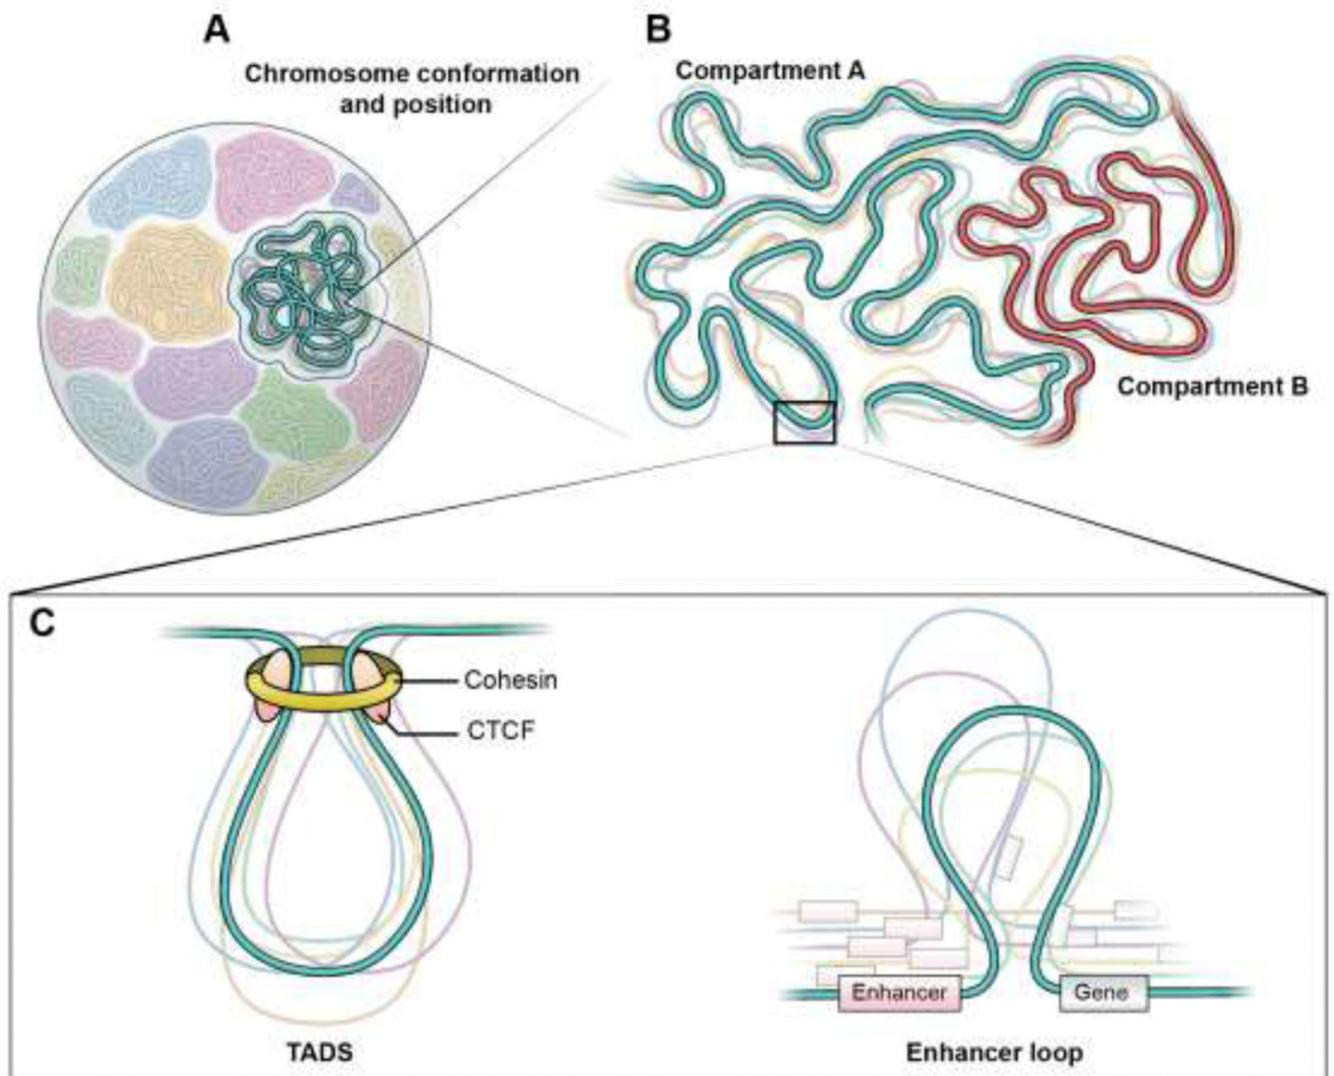 A
Chromosome conformation
and position
B
Compartment A
Compartment B
C
Cohesin
CTCF
TADS
Enhancer
Gene
Enhancer loop